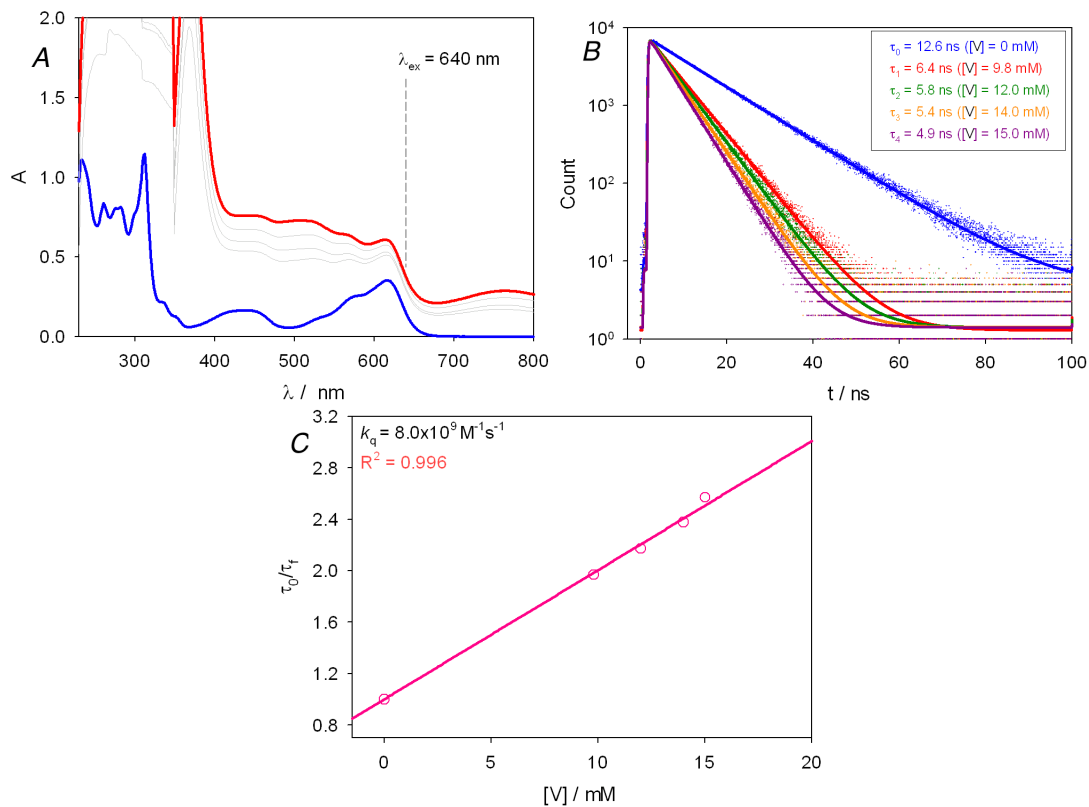 A
λex = 640 nm
2.0
1.5
1.0
0.5
0.0
A
300 400 500 600 700 800
λ / nm
B
τ0 = 12.6 ns ([V] = 0 mM)
τ1 = 6.4 ns ([V] = 9.8 mM)
τ2 = 5.8 ns ([V] = 12.0 mM)
τ3 = 5.4 ns ([V] = 14.0 mM)
τ4 = 4.9 ns ([V] = 15.0 mM)
10⁴
10³
10²
10¹
10⁰
Count
0 20 40 60 80 100
t / ns
C
kq = 8.0x10⁹ M⁻¹s⁻¹
R² = 0.996
3.2
2.8
2.4
2.0
1.6
1.2
0.8
τ0/τf
0 5 10 15 20
[V] / mM